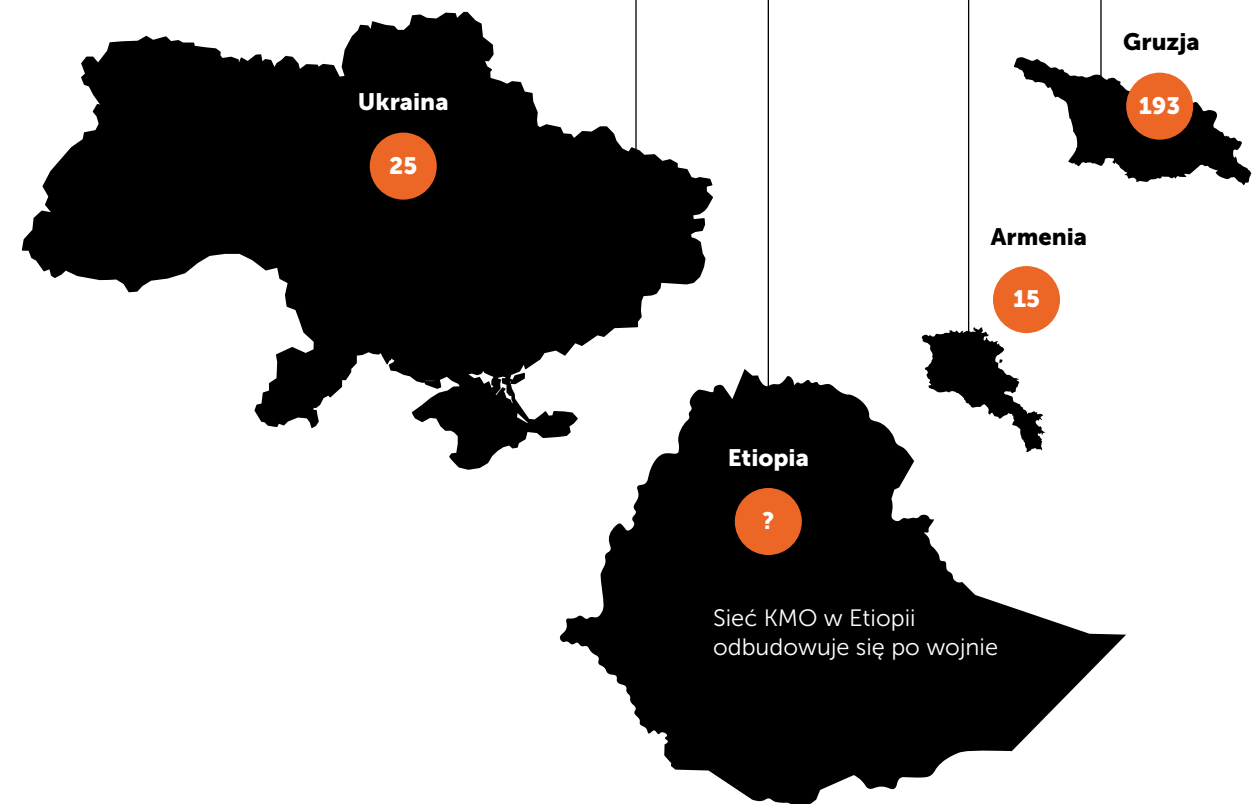 Gruzja
193
Ukraina
25
Armenia
15
Etiopia
?
Sieć KMO w Etiopii
odbudowuje się po wojnie